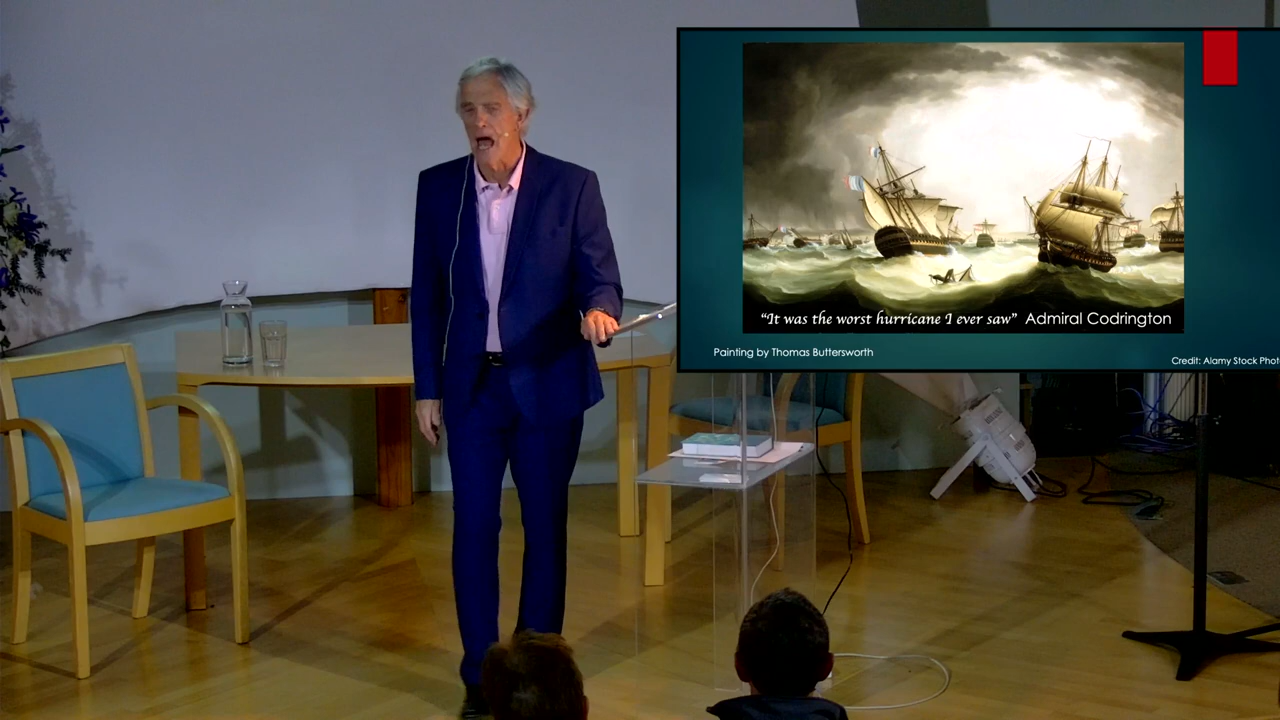 “It was the worst hurricane I ever saw” Admiral Codrington
Painting by Thomas Buttersworth
Credit: Alamy Stock Phot